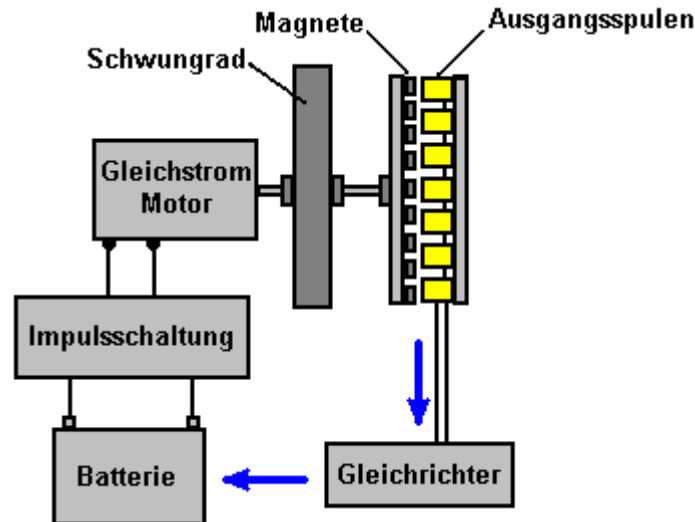 Magnete
Ausgangsspulen
Schwungrad
Gleichstrom
Motor
Impulsschaltung
Batterie
Gleichrichter